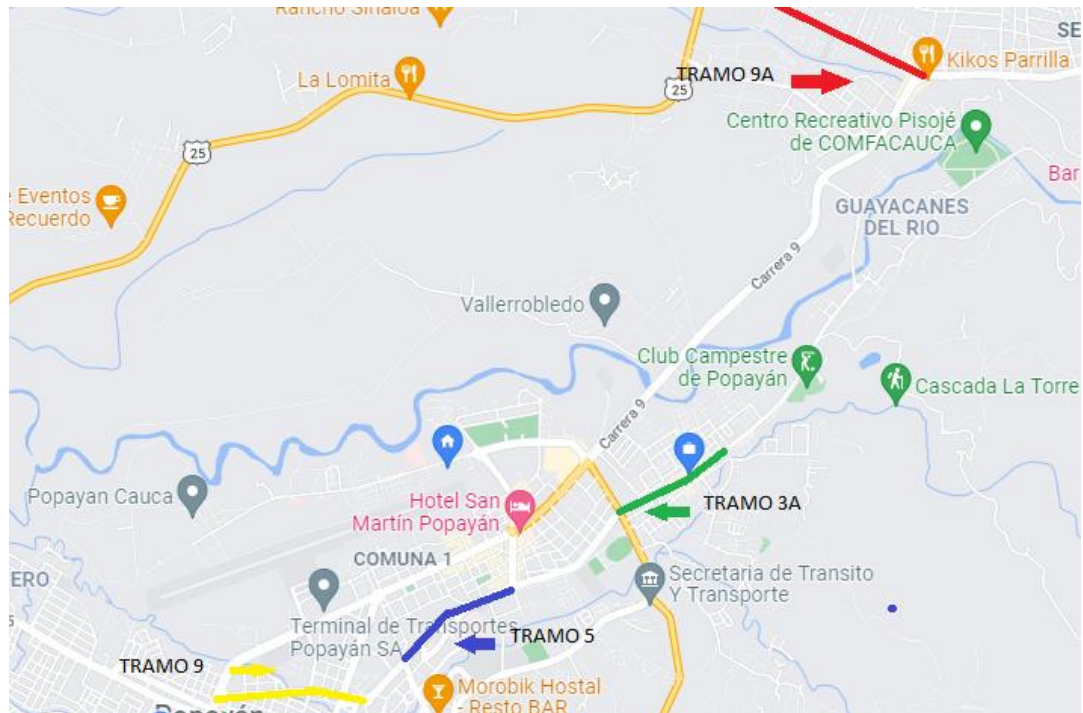 Rancho Sinaloa
SE
Kikos Parrilla
La Lomita
TRAMO 9A
25
Centro Recreativo Pisojé
de COMFACAUCA
25
Bar
e Eventos
Recuerdo
GUAYACANES
DEL RIO
Carrera 9
Vallerrobledo
Club Campestre
de Popayán
Cascada La Torre
Carrera 9
Popayan Cauca
Hotel San
Martín Popayán
TRAMO 3A
COMUNA 1
ERO
Secretaria de Transito
Y Transporte
5
Terminal de Transportes
Popayán SA
TRAMO 5
TRAMO 9
Morobik Hostal
- Resto BAR
Popayán